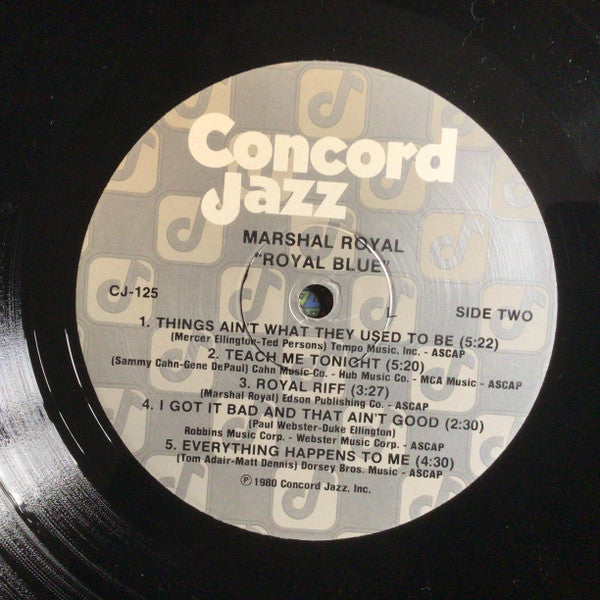 Concord
Jazz
MARSHAL ROYAL
"ROYAL BLUE"
CJ-125
L
SIDE TWO
1. THINGS AIN'T WHAT THEY USED TO BE (5:22)
(Mercer Ellington-Ted Persons) Tempo Music, Inc. - ASCAP
2. TEACH ME TONIGHT (5:20)
(Sammy Cahn-Gene DePaul) Cahn Music Co. - Hub Music Co. - MCA Music - ASCAP
3. ROYAL RIFF (3:27)
(Marshal Royal) Edson Publishing Co. - ASCAP
4. I GOT IT BAD AND THAT AIN'T GOOD (2:30)
(Paul Webster-Duke Ellington)
Robbins Music Corp. - Webster Music Corp. - ASCAP
5. EVERYTHING HAPPENS TO ME (4:30)
(Tom Adair-Matt Dennis) Dorsey Bros. Music - ASCAP
℗ 1980 Concord Jazz, Inc.